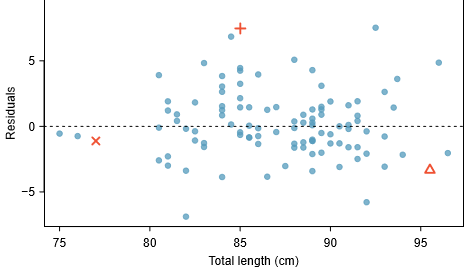 5
0
−5
Residuals
75 80 85 90 95
Total length (cm)